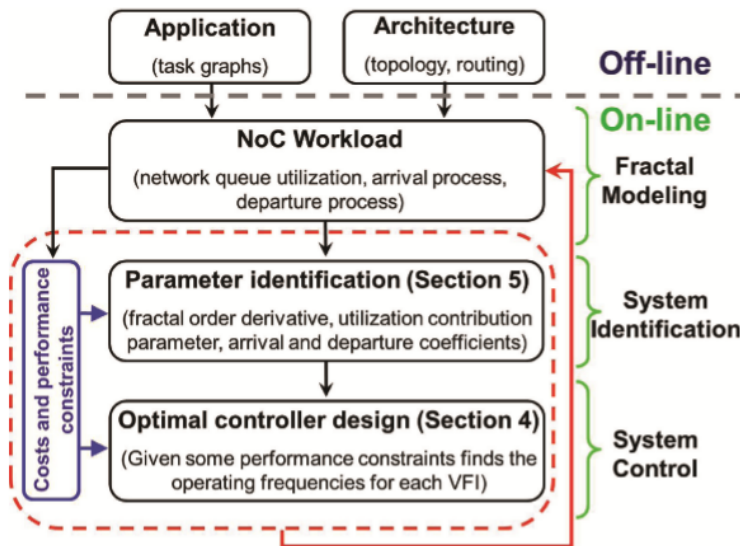 Application
(task graphs)
Architecture
(topology, routing)
Off-line
On-line
NoC Workload
(network queue utilization, arrival process,
departure process)
Fractal
Modeling
Costs and performance
constraints
Parameter identification (Section 5)
(fractal order derivative, utilization contribution
parameter, arrival and departure coefficients)
System
Identification
Optimal controller design (Section 4)
(Given some performance constraints finds the
operating frequencies for each VFI)
System
Control